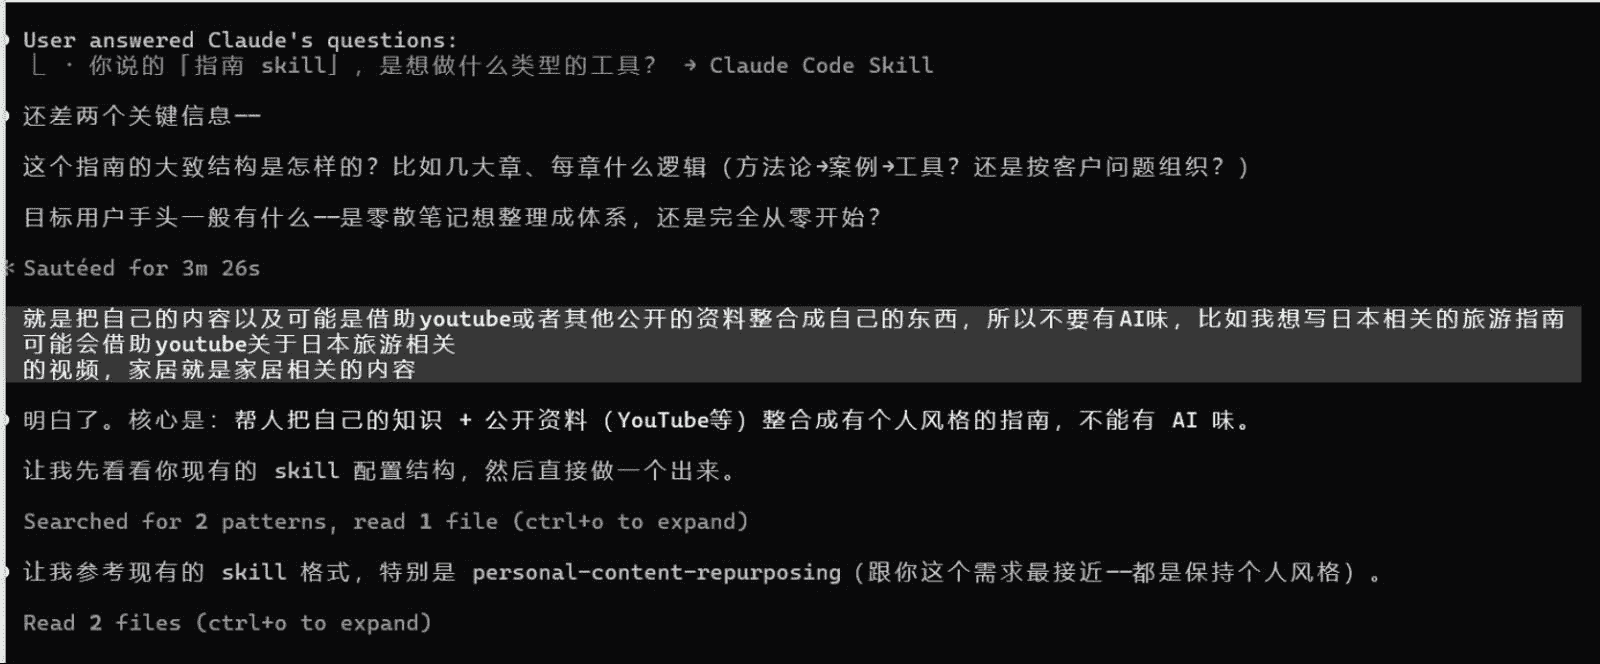 User answered Claude's questions:
⎿ · 你说的「指南 skill」，是想做什么类型的工具？ → Claude Code Skill
还差两个关键信息——
这个指南的大致结构是怎样的？比如几大章、每章什么逻辑（方法论→案例→工具？还是按客户问题组织？）
目标用户手头一般有什么——是零散笔记想整理成体系，还是完全从零开始？
* Sautéed for 3m 26s
就是把自己的内容以及可能是借助youtube或者其他公开的资料整合成自己的东西，所以不要有AI味，比如我想写日本相关的旅游指南
可能会借助youtube关于日本旅游相关
的视频，家居就是家居相关的内容
明白了。核心是：帮人把自己的知识 + 公开资料（YouTube等）整合成有个人风格的指南，不能有 AI 味。
让我先看看你现有的 skill 配置结构，然后直接做一个出来。
Searched for 2 patterns, read 1 file (ctrl+o to expand)
让我参考现有的 skill 格式，特别是 personal-content-repurposing（跟你这个需求最接近——都是保持个人风格）。
Read 2 files (ctrl+o to expand)